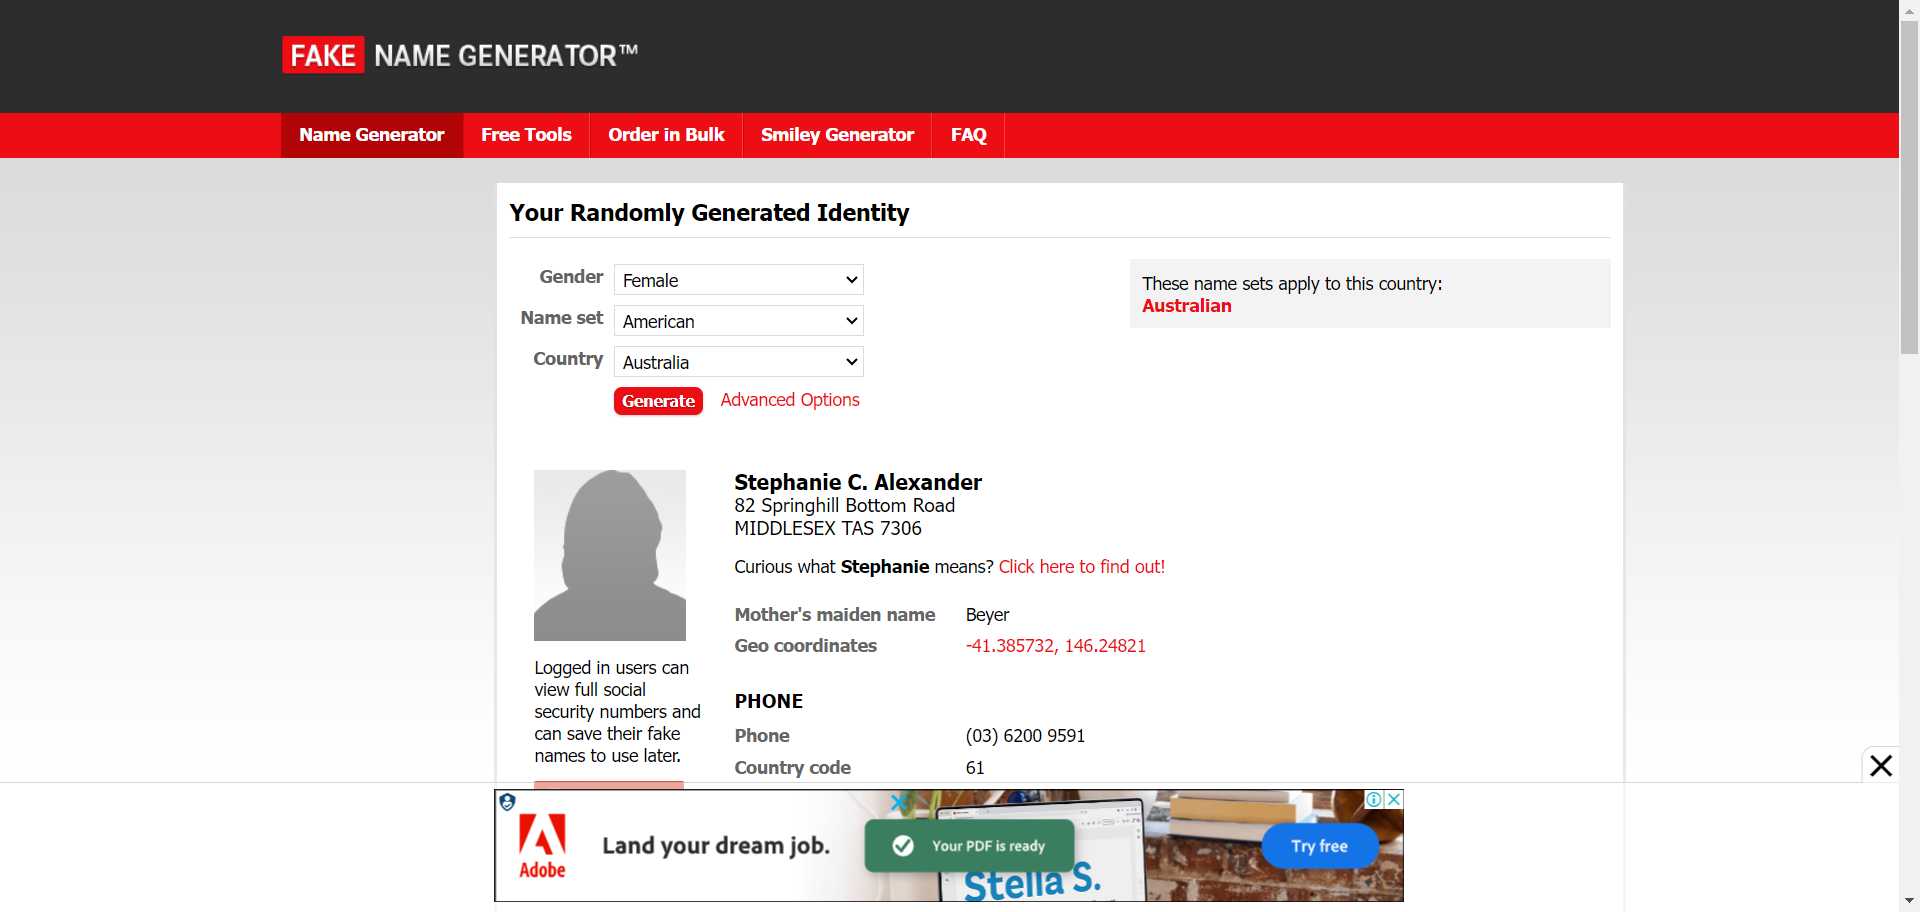 FAKE NAME GENERATOR™
Name Generator Free Tools Order in Bulk Smiley Generator FAQ
Your Randomly Generated Identity
Gender Female
Name set American
Country Australia
Generate Advanced Options
These name sets apply to this country:
Australian
Stephanie C. Alexander
82 Springhill Bottom Road
MIDDLESEX TAS 7306
Curious what Stephanie means? Click here to find out!
Mother's maiden name Beyer
Geo coordinates -41.385732, 146.24821
Logged in users can
view full social
security numbers and
can save their fake
names to use later.
PHONE
Phone (03) 6200 9591
Country code 61
Adobe
Land your dream job.
Your PDF is ready
Stella S.
Try free